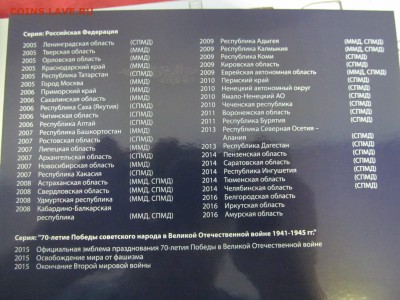 COINS.LAVE.RU
Серия: Российская Федерация
2005 Ленинградская область (СПМД)
2005 Тверская область (ММД)
2005 Орловская область (ММД)
2005 Краснодарский край (ММД)
2005 Республика Татарстан (СПМД)
2005 Город Москва (ММД)
2006 Приморский край (ММД)
2006 Сахалинская область (ММД)
2006 Республика Саха (Якутия) (СПМД)
2006 Читинская область (СПМД)
2006 Республика Алтай (СПМД)
2007 Республика Башкортостан (ММД)
2007 Ростовская область (СПМД)
2007 Липецкая область (ММД)
2007 Архангельская область (СПМД)
2007 Новосибирская область (ММД)
2007 Республика Хакасия (СПМД)
2008 Астраханская область (ММД, СПМД)
2008 Свердловская область (ММД, СПМД)
2008 Удмуртская республика (ММД, СПМД)
2008 Кабардино-балкарская
республика (ММД, СПМД)
2009 Республика Адыгея (ММД, СПМД)
2009 Республика Калмыкия (ММД, СПМД)
2009 Республика Коми (СПМД)
2009 Кировская область (СПМД)
2009 Еврейская автономная область (ММД, СПМД)
2010 Пермский край (СПМД)
2010 Ненецкий автономный округ (СПМД)
2010 Ямало-Ненецкий АО (СПМД)
2010 Чеченская республика (СПМД)
2011 Воронежская область (СПМД)
2011 Республика Бурятия (СПМД)
2013 Республика Северная Осетия –
Алания (СПМД)
2013 Республика Дагестан (СПМД)
2014 Пензенская область (СПМД)
2014 Саратовская область (СПМД)
2014 Республика Ингушетия (СПМД)
2014 Тюменская область (СПМД)
2014 Челябинская область (СПМД)
2016 Белгородская область
2016 Иркутская область
2016 Амурская область
Серия: "70-летие Победы советского народа в Великой Отечественной войне 1941-1945 гг."
2015 Официальная эмблема празднования 70-летия Победы в Великой Отечественной войне
2015 Освобождение мира от фашизма
2015 Окончание Второй мировой войны